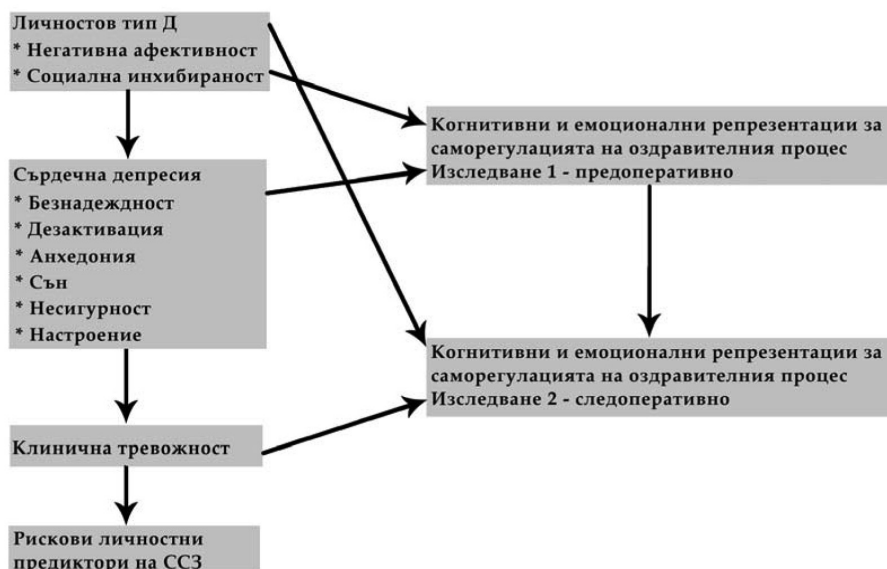 Личностов тип Д
* Негативна афективност
* Социална инхибираност
Когнитивни и емоционални репрезентации за
саморегулацията на оздравителния процес
Изследване 1 - предоперативно
Сърдечна депресия
* Безнадеждност
* Дезактивация
* Анхедония
* Сън
* Несигурност
* Настроение
Когнитивни и емоционални репрезентации за
саморегулацията на оздравителния процес
Изследване 2 - следоперативно
Клинична тревожност
Рискови личностни
предиктори на ССЗ